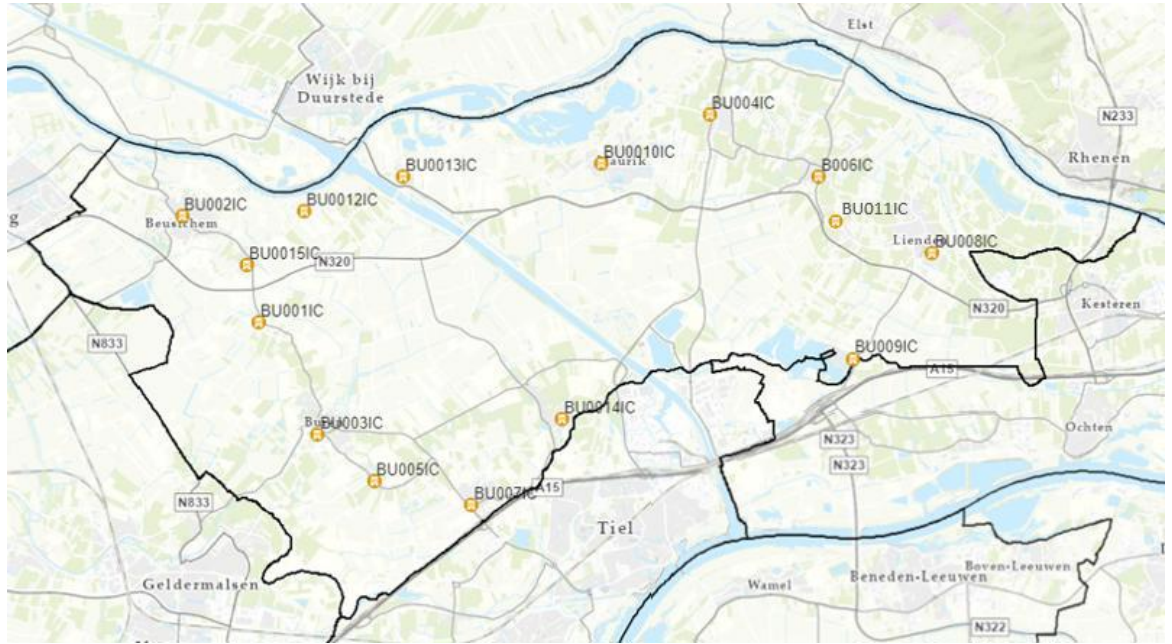 Elst
Wijk bij
Duurstede
BU004IC
N233
Rhenen
BU0010IC
aurik
BU0013IC
B006IC
BU002IC
BU0012IC
BU011IC
Beusichem
g
BU008IC
BU0015IC
N320
N320
Kesteren
BU001IC
N833
BU009IC
A15
BU0014IC
BU003IC
Ochten
N323
N323
BU005IC
A15
N833
BU007IC
Tiel
Geldermalsen
Wamel
Beneden-Leeuwen
Boven-Leeuwen
N322